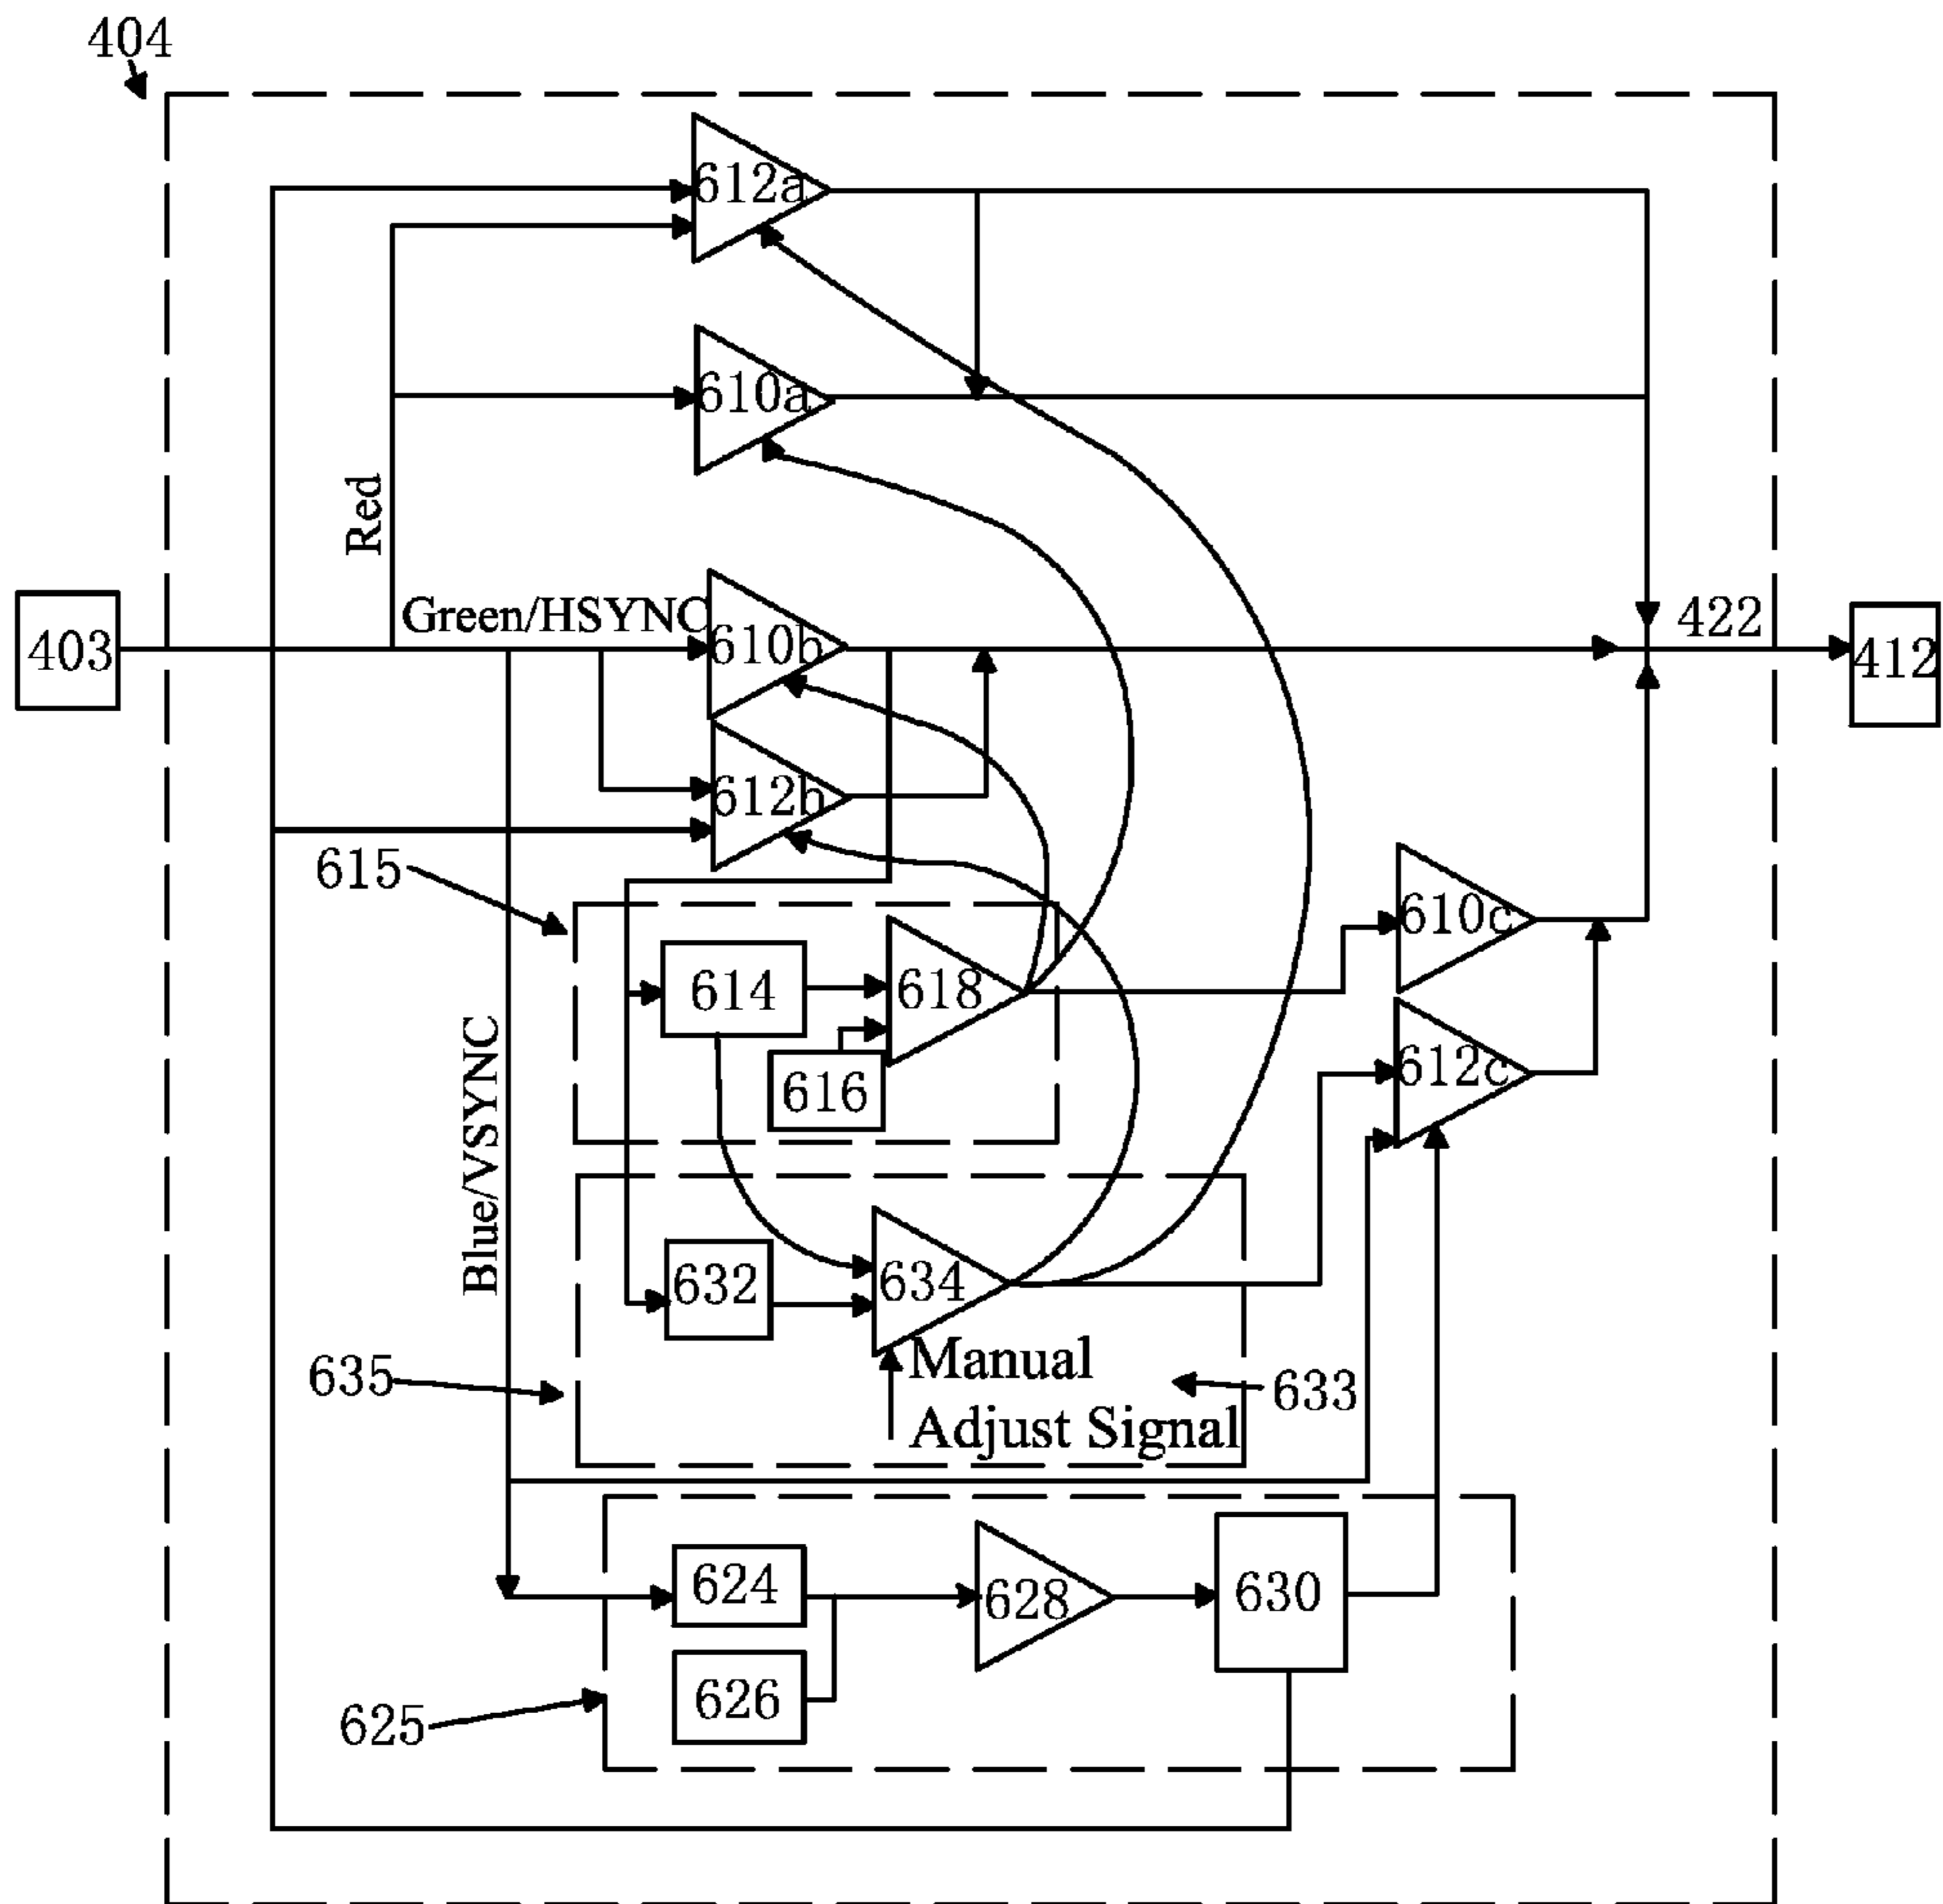 404
612a
610a
Red
Green/HSYNC
422
403
610b
412
612b
615
610c
614
618
612c
616
Blue/VSYNC
632
634
Manual
635
633
Adjust Signal
624
628
630
626
625